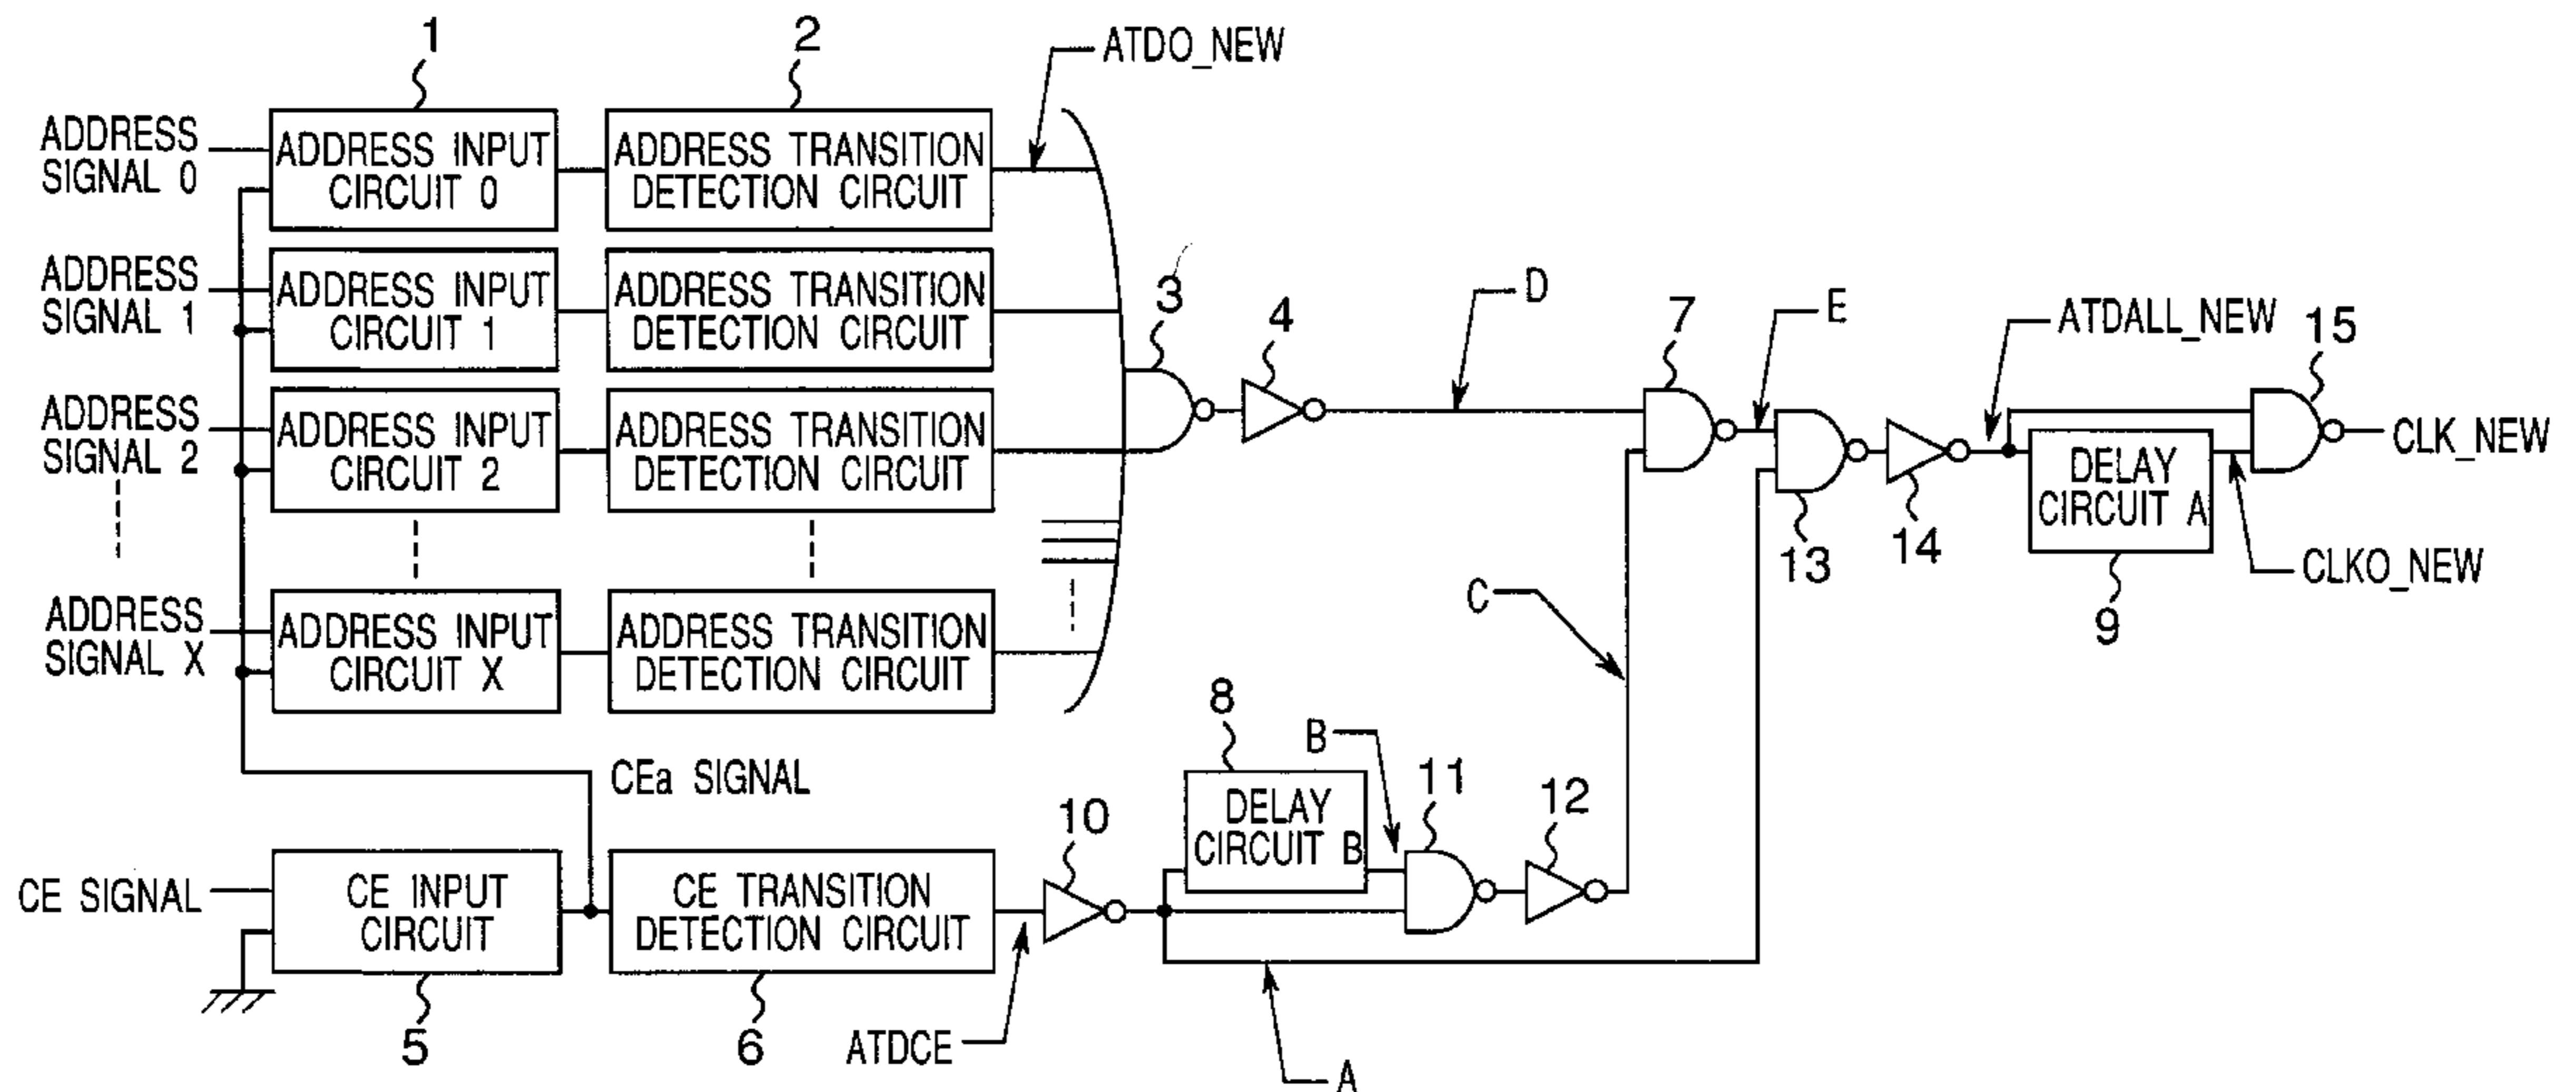 1
2
ATDO_NEW
ADDRESS
SIGNAL 0
ADDRESS INPUT
CIRCUIT 0
ADDRESS TRANSITION
DETECTION CIRCUIT
ADDRESS
SIGNAL 1
ADDRESS INPUT
CIRCUIT 1
ADDRESS TRANSITION
DETECTION CIRCUIT
3
4
D
7
E
ATDALL_NEW
15
ADDRESS
SIGNAL 2
ADDRESS INPUT
CIRCUIT 2
ADDRESS TRANSITION
DETECTION CIRCUIT
CLK_NEW
DELAY
CIRCUIT A
13
14
9
CLKO_NEW
C
ADDRESS
SIGNAL X
ADDRESS INPUT
CIRCUIT X
ADDRESS TRANSITION
DETECTION CIRCUIT
CEa SIGNAL
8
B
11
12
10
DELAY
CIRCUIT B
CE SIGNAL
CE INPUT
CIRCUIT
CE TRANSITION
DETECTION CIRCUIT
5
6
ATDCE
A